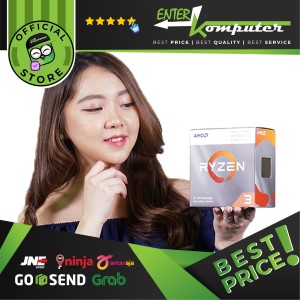 OFFICIAL
STORE
ENTER
Komputer
BEST PRICE | BEST QUALITY | BEST SERVICE
AMD
RYZEN
3
JNE
ninja
anteraja
GO SEND
Grab
BEST
PRICE!